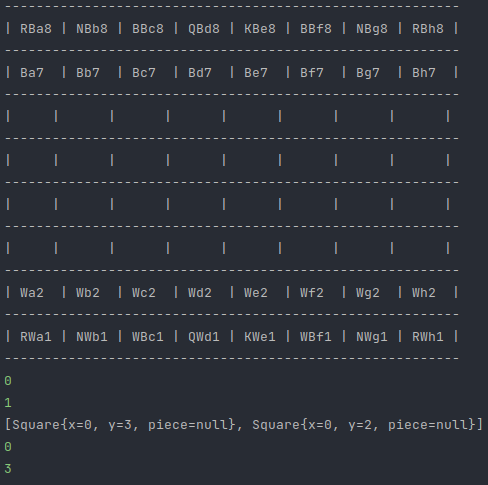 ---------------------------------------------------------
| RBa8 | NBb8 | BBc8 | QBd8 | KBe8 | BBf8 | NBg8 | RBh8 |
---------------------------------------------------------
| Ba7  | Bb7  | Bc7  | Bd7  | Be7  | Bf7  | Bg7  | Bh7  |
---------------------------------------------------------
|     |      |      |      |      |      |      |      |
---------------------------------------------------------
|     |      |      |      |      |      |      |      |
---------------------------------------------------------
|     |      |      |      |      |      |      |      |
---------------------------------------------------------
|     |      |      |      |      |      |      |      |
---------------------------------------------------------
| Wa2  | Wb2  | Wc2  | Wd2  | We2  | Wf2  | Wg2  | Wh2  |
---------------------------------------------------------
| RWa1 | NWb1 | WBc1 | QWd1 | KWe1 | WBf1 | NWg1 | RWh1 |
---------------------------------------------------------
0
1
[Square{x=0, y=3, piece=null}, Square{x=0, y=2, piece=null}]
0
3